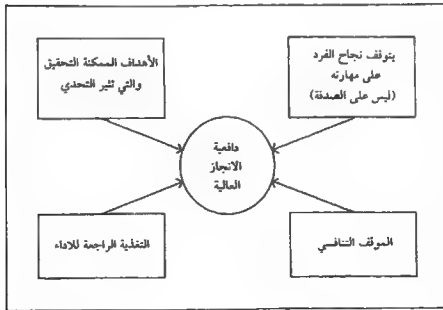 يتوقف نجاح الفرد
على مهارته
(ليس على الصدفة)
الأهداف الممكنة التحقيق
والتي تثير التحدي
دافعية
الانجاز
العالية
الموقف التنافسي
التغذية الراجعة للاداء